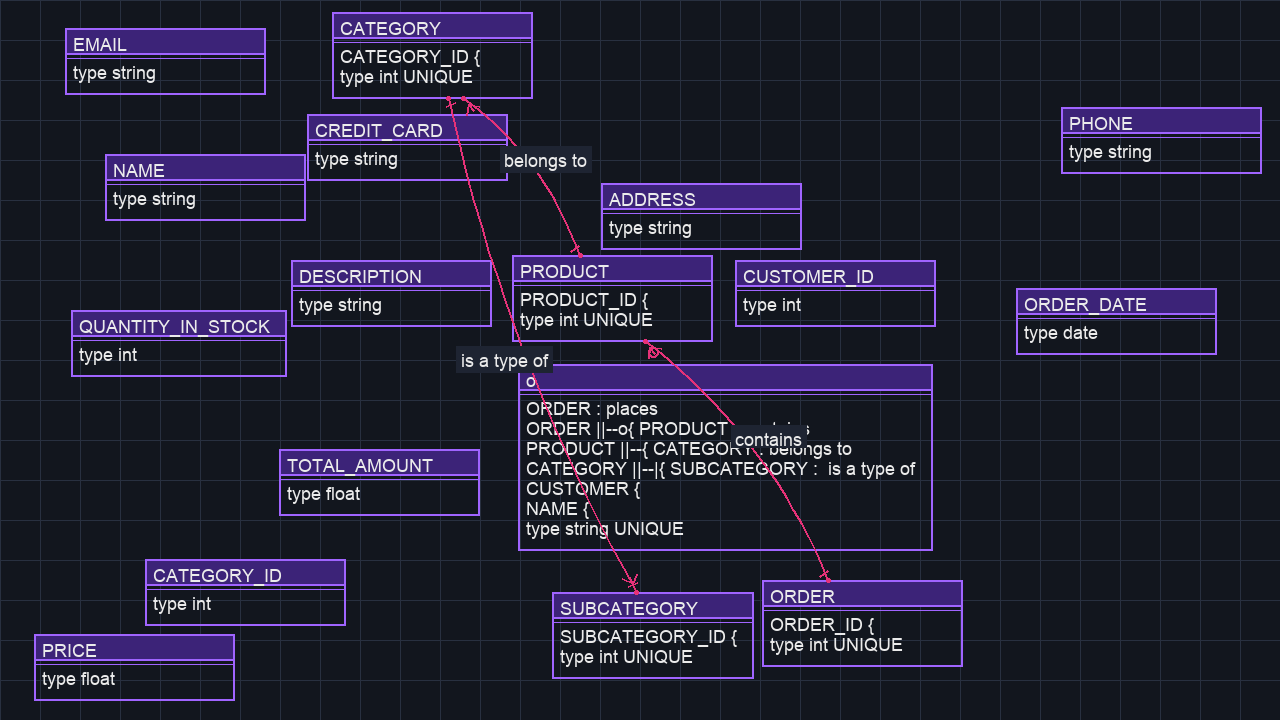 EMAIL
type string
CATEGORY
CATEGORY_ID {
type int UNIQUE
CREDIT_CARD
type string
belongs to
PHONE
type string
NAME
type string
ADDRESS
type string
DESCRIPTION
type string
PRODUCT
PRODUCT_ID {
type int UNIQUE
CUSTOMER_ID
type int
ORDER_DATE
type date
QUANTITY_IN_STOCK
type int
is a type of
o
ORDER : places
ORDER ||--o{ PRODUCT
contains
PRODUCT ||--{ CATEGORY : belongs to
CATEGORY ||--|{ SUBCATEGORY :  is a type of
CUSTOMER {
NAME {
type string UNIQUE
TOTAL_AMOUNT
type float
CATEGORY_ID
type int
SUBCATEGORY
SUBCATEGORY_ID {
type int UNIQUE
ORDER
ORDER_ID {
type int UNIQUE
PRICE
type float